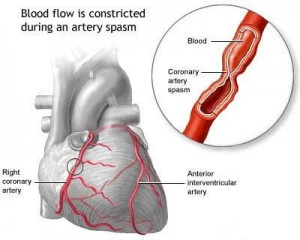 Blood flow is constricted
during an artery spasm
Blood
Coronary
artery
spasm
Right
coronary
artery
Anterior
interventricular
artery